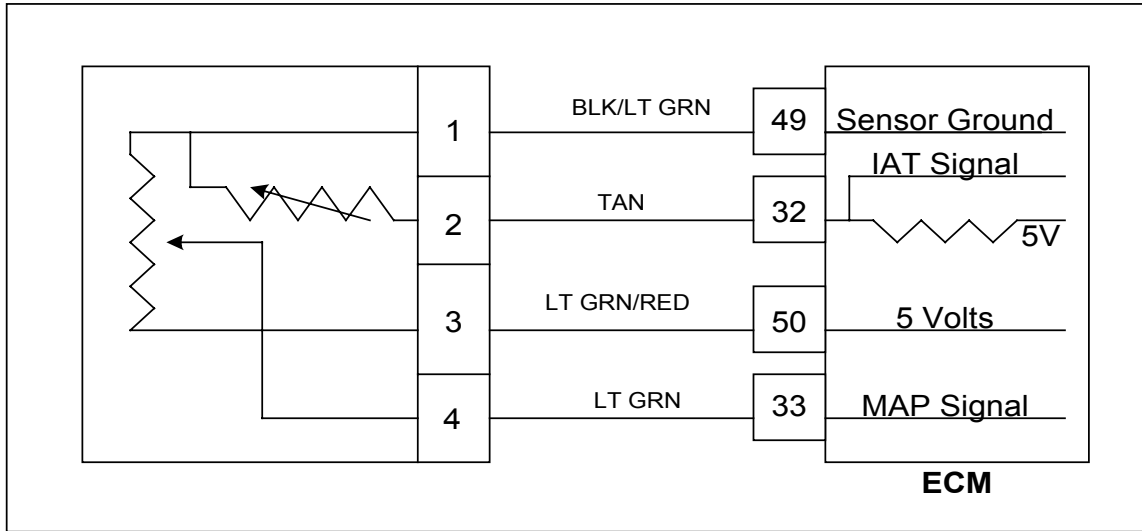 1 BLK/LT GRN 49 Sensor Ground
IAT Signal
2 TAN 32
5V
3 LT GRN/RED 50 5 Volts
4 LT GRN 33 MAP Signal
ECM